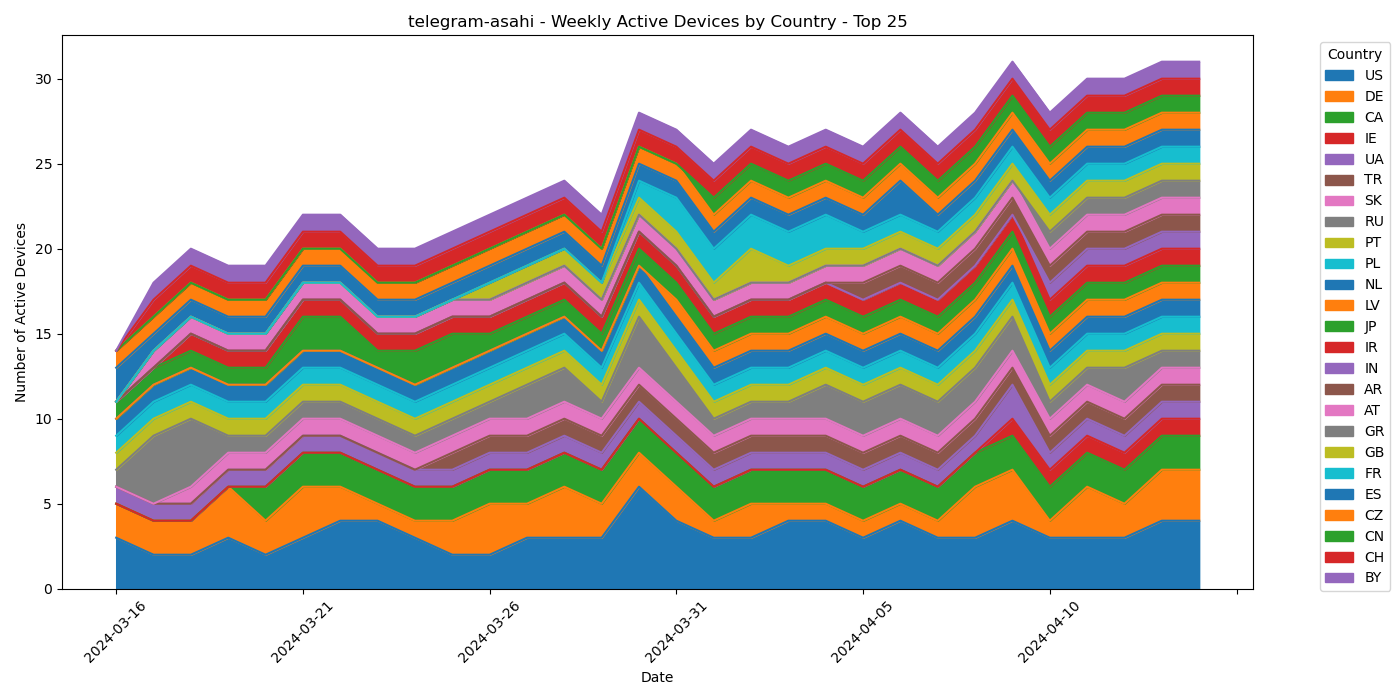 telegram-asahi - Weekly Active Devices by Country - Top 25
Number of Active Devices
30
25
20
15
10
5
0
2024-03-16
2024-03-21
2024-03-26
2024-03-31
2024-04-05
2024-04-10
Date
Country
US
DE
CA
IE
UA
TR
SK
RU
PT
PL
NL
LV
JP
IR
IN
AR
AT
GR
GB
FR
ES
CZ
CN
CH
BY